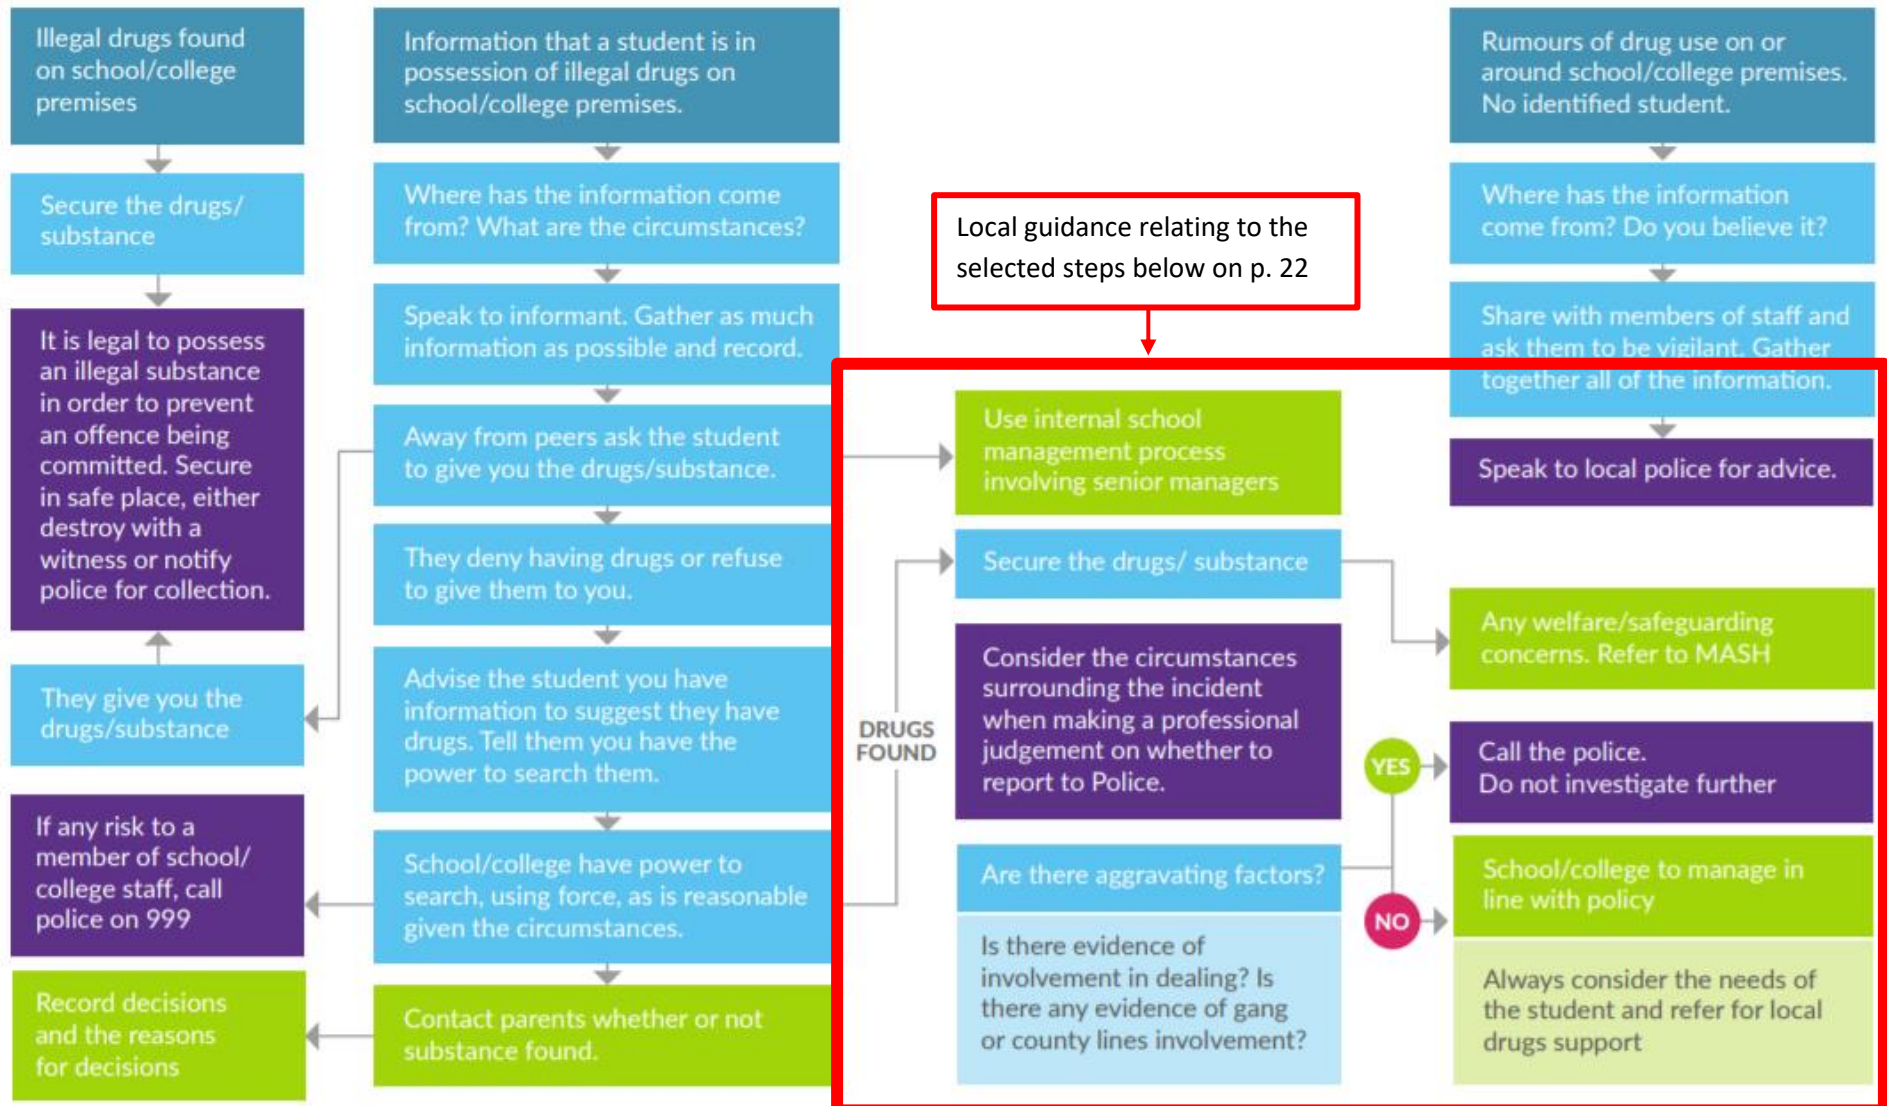 Illegal drugs found
on school/college
premises
Secure the drugs/
substance
It is legal to possess
an illegal substance
in order to prevent
an offence being
committed. Secure
in safe place, either
destroy with a
witness or notify
police for collection.
They give you the
drugs/substance
If any risk to a
member of school/
college staff, call
police on 999
Record decisions
and the reasons
for decisions
Information that a student is in
possession of illegal drugs on
school/college premises.
Where has the information come
from? What are the circumstances?
Speak to informant. Gather as much
information as possible and record.
Away from peers ask the student
to give you the drugs/substance.
They deny having drugs or refuse
to give them to you.
Advise the student you have
information to suggest they have
drugs. Tell them you have the
power to search them.
School/college have power to
search, using force, as is reasonable
given the circumstances.
Contact parents whether or not
substance found.
DRUGS
FOUND
Local guidance relating to the
selected steps below on p. 22
Use internal school
management process
involving senior managers
Secure the drugs/ substance
Consider the circumstances
surrounding the incident
when making a professional
judgement on whether to
report to Police.
Are there aggravating factors?
Is there evidence of
involvement in dealing? Is
there any evidence of gang
or county lines involvement?
YES
NO
Rumours of drug use on or
around school/college premises.
No identified student.
Where has the information
come from? Do you believe it?
Share with members of staff and
ask them to be vigilant. Gather
together all of the information.
Speak to local police for advice.
Any welfare/safeguarding
concerns. Refer to MASH
Call the police.
Do not investigate further
School/college to manage in
line with policy
Always consider the needs of
the student and refer for local
drugs support